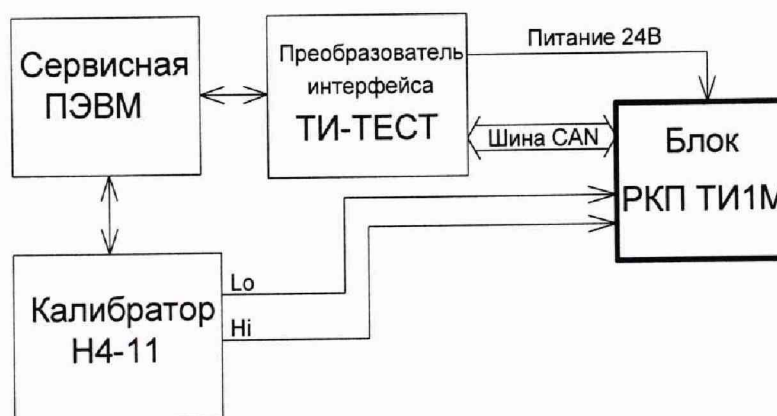 Сервисная
ПЭВМ
Преобразователь
интерфейса
ТИ-ТЕСТ
Питание 24В
Шина CAN
Блок
РКП ТИ1М
Lo
Hi
Калибратор
Н4-11